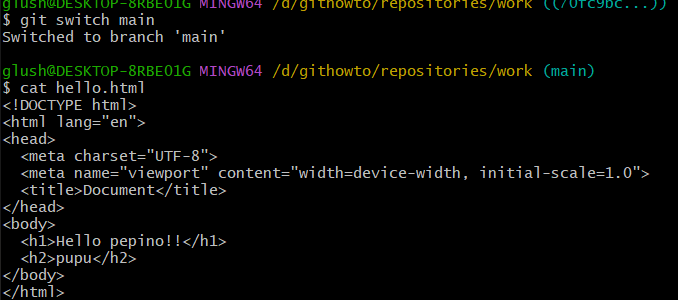 glush@DESKTOP-8RBEO1G MINGW64 /d/githowto/repositories/work ((70fc9bc...))
$ git switch main
Switched to branch 'main'
glush@DESKTOP-8RBEO1G MINGW64 /d/githowto/repositories/work (main)
$ cat hello.html
<!DOCTYPE html>
<html lang="en">
<head>
  <meta charset="UTF-8">
  <meta name="viewport" content="width=device-width, initial-scale=1.0">
  <title>Document</title>
</head>
<body>
  <h1>Hello pepino!!</h1>
  <h2>pupu</h2>
</body>
</html>